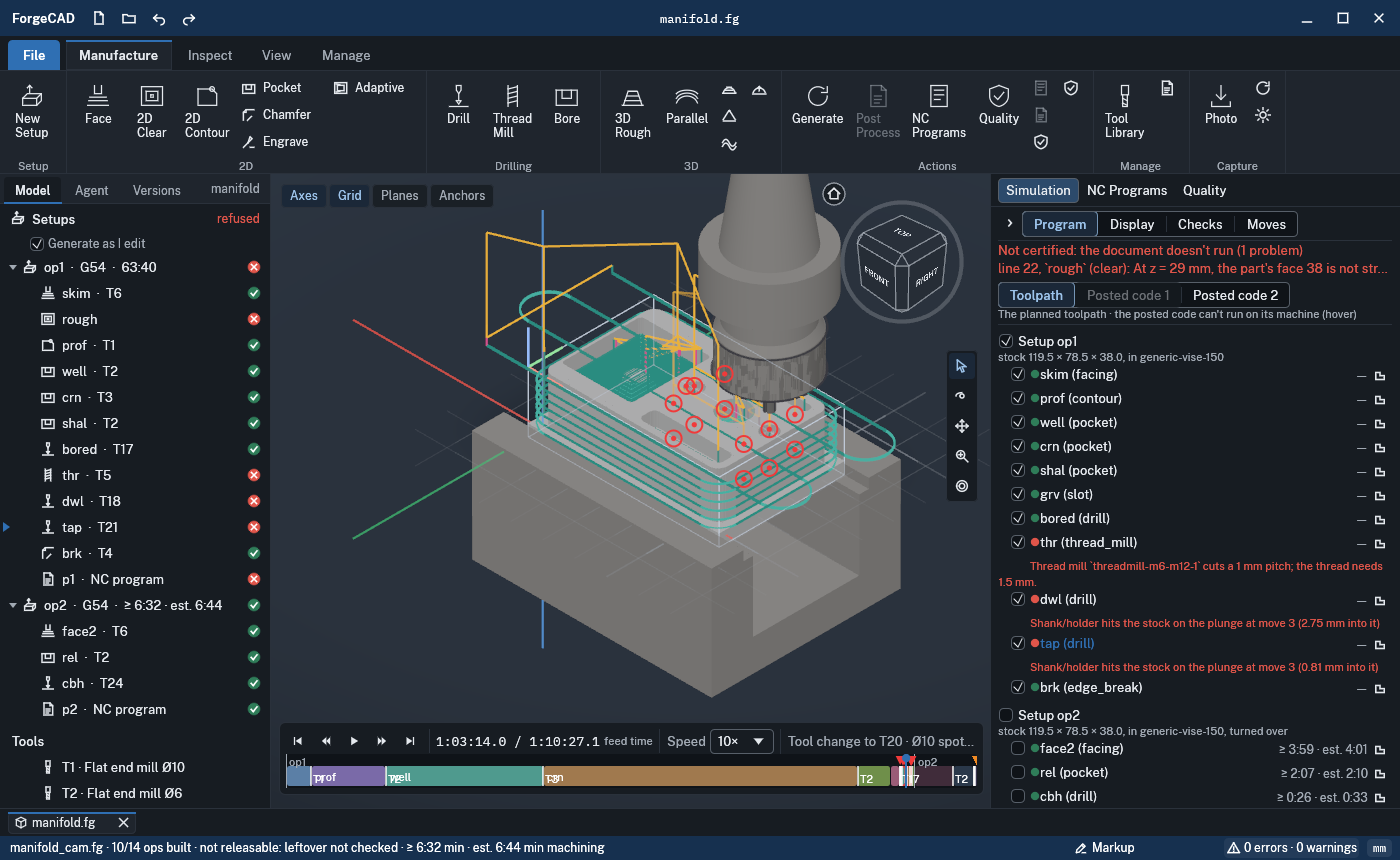 ForgeCAD
manifold.fg
File
Manufacture
Inspect
View
Manage
New Setup
Face
2D Clear
2D Contour
Pocket
Chamfer
Engrave
Adaptive
Drill
Thread Mill
Bore
3D Rough
Parallel
Generate
Post Process
NC Programs
Quality
Tool Library
Photo
Setup
2D
Drilling
3D
Actions
Manage
Capture
Model
Agent
Versions
manifold
Setups
refused
Generate as I edit
op1 · G54 · 63:40
skim · T6
rough
prof · T1
well · T2
crn · T3
shal · T2
bored · T17
thr · T5
dwl · T18
tap · T21
brk · T4
p1 · NC program
op2 · G54 · ≥ 6:32 · est. 6:44
face2 · T6
rel · T2
cbh · T24
p2 · NC program
Tools
T1 · Flat end mill Ø10
T2 · Flat end mill Ø6
Axes
Grid
Planes
Anchors
TOP
FRONT
RIGHT
1:03:14.0 / 1:10:27.1 feed time
Speed
10×
Tool change to T20 · Ø10 spot...
op1
op2
prof
well
T2
T2
Simulation
NC Programs
Quality
Program
Display
Checks
Moves
Not certified: the document doesn't run (1 problem)
line 22, `rough` (clear): At z = 29 mm, the part's face 38 is not str...
Toolpath
Posted code 1
Posted code 2
The planned toolpath · the posted code can't run on its machine (hover)
Setup op1
stock 119.5 × 78.5 × 38.0, in generic-vise-150
skim (facing)
prof (contour)
well (pocket)
crn (pocket)
shal (pocket)
grv (slot)
bored (drill)
thr (thread_mill)
Thread mill `threadmill-m6-m12-1` cuts a 1 mm pitch; the thread needs
1.5 mm.
dwl (drill)
Shank/holder hits the stock on the plunge at move 3 (2.75 mm into it)
tap (drill)
Shank/holder hits the stock on the plunge at move 3 (0.81 mm into it)
brk (edge_break)
Setup op2
stock 119.5 × 78.5 × 38.0, in generic-vise-150, turned over
face2 (facing)
≥ 3:59 · est. 4:01
rel (pocket)
≥ 2:07 · est. 2:10
cbh (drill)
≥ 0:26 · est. 0:33
manifold.fg
manifold_cam.fg · 10/14 ops built · not releasable: leftover not checked · ≥ 6:32 min · est. 6:44 min machining
Markup
0 errors · 0 warnings
mm